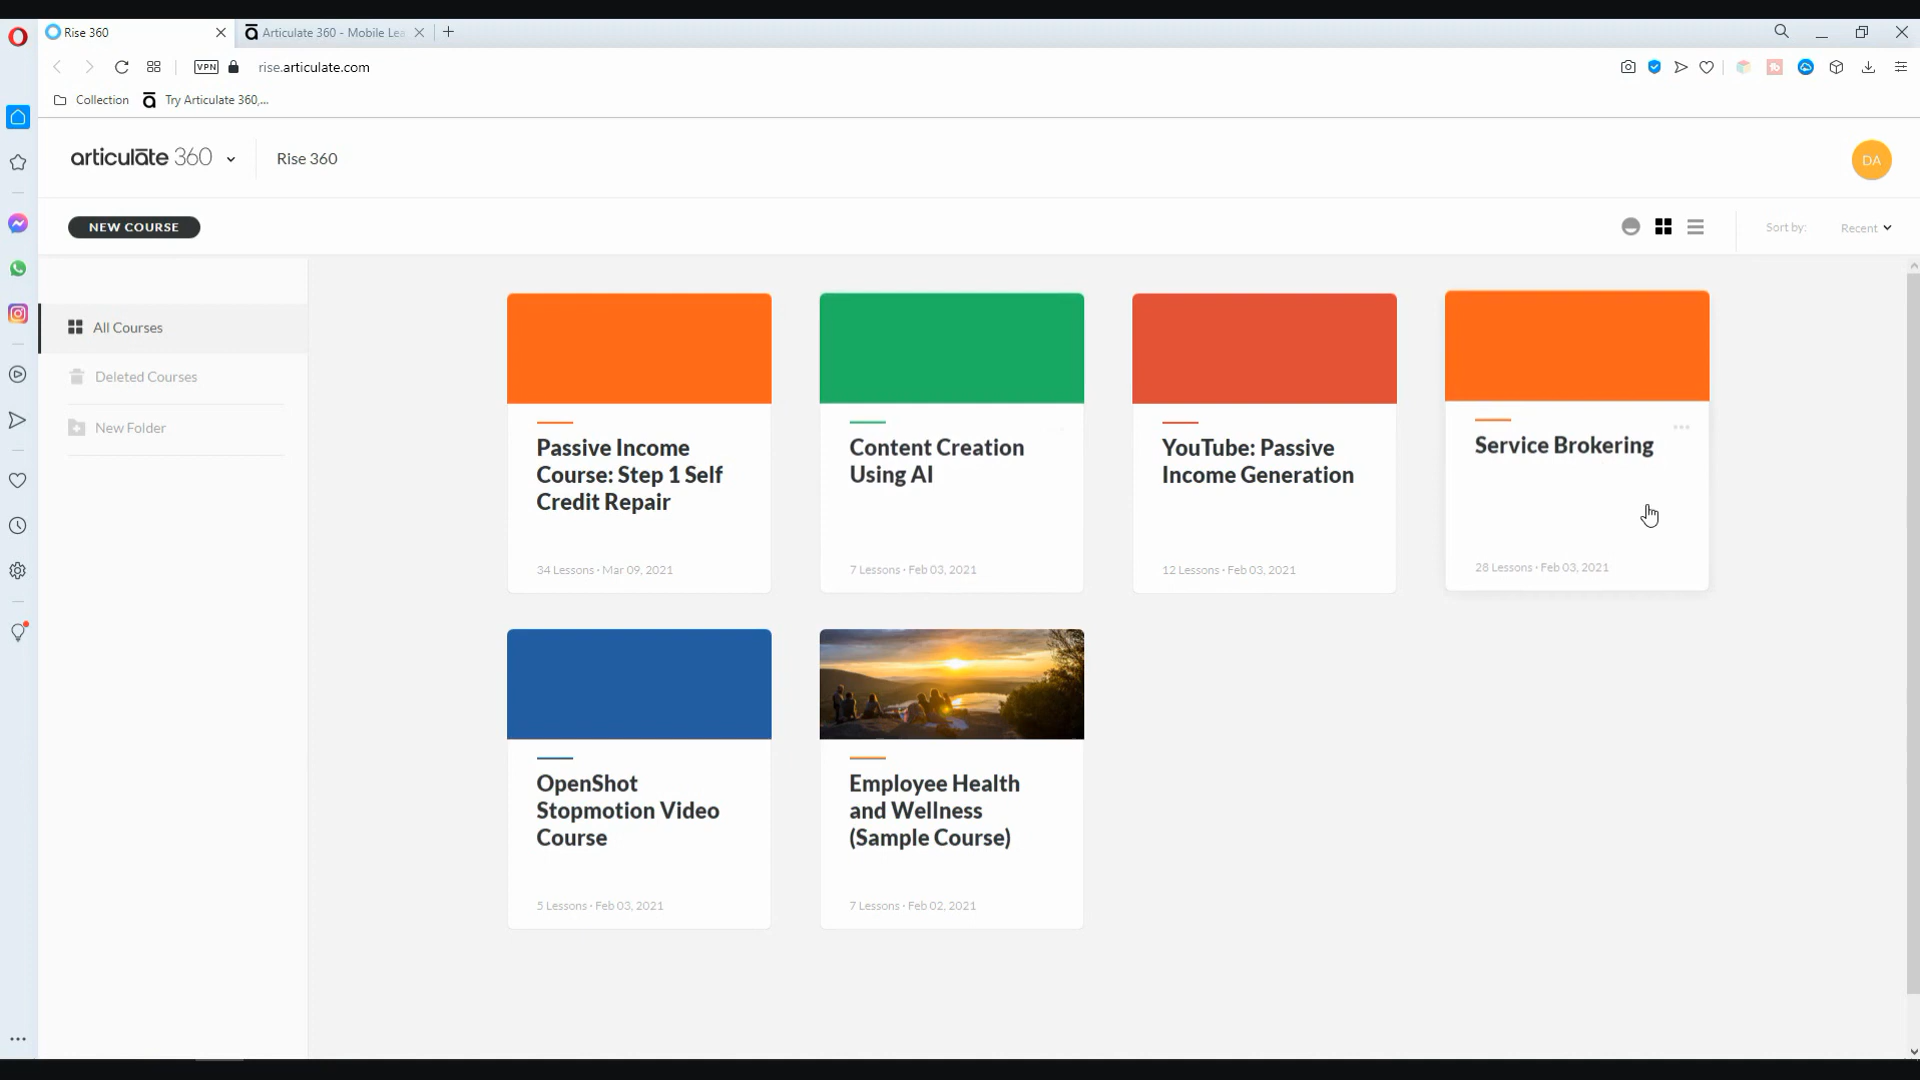 Rise 360
Articulate 360 - Mobile Lea
VPN
rise.articulate.com
Collection
Try Articulate 360,...
articulate 360
Rise 360
DA
NEW COURSE
Sort by:
Recent
All Courses
Deleted Courses
New Folder
Passive Income
Course: Step 1 Self
Credit Repair
34 Lessons · Mar 09, 2021
Content Creation
Using AI
7 Lessons · Feb 03, 2021
YouTube: Passive
Income Generation
12 Lessons · Feb 03, 2021
Service Brokering
28 Lessons · Feb 03, 2021
OpenShot
Stopmotion Video
Course
5 Lessons · Feb 03, 2021
Employee Health
and Wellness
(Sample Course)
7 Lessons · Feb 02, 2021